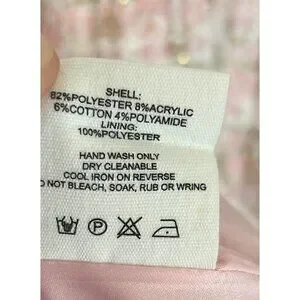 SHELL:
82%POLYESTER 8%ACRYLIC
6%COTTON 4%POLYAMIDE
LINING:
100%POLYESTER
HAND WASH ONLY
DRY CLEANABLE
COOL IRON ON REVERSE
DO NOT BLEACH, SOAK, RUB OR WRING
P